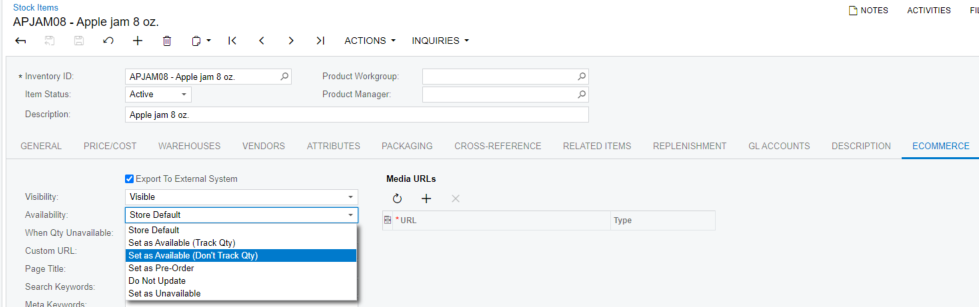 Stock Items
APJAM08 - Apple jam 8 oz.
NOTES ACTIVITIES FIL
ACTIONS INQUIRIES
* Inventory ID: APJAM08 - Apple jam 8 oz. Product Workgroup:
Item Status: Active Product Manager:
Description: Apple jam 8 oz.
GENERAL PRICE/COST WAREHOUSES VENDORS ATTRIBUTES PACKAGING CROSS-REFERENCE RELATED ITEMS REPLENISHMENT GL ACCOUNTS DESCRIPTION ECOMMERCE
Export To External System Media URLs
Visibility: Visible
Availability: Store Default
* URL Type
When Qty Unavailable: Store Default
Set as Available (Track Qty)
Custom URL: Set as Available (Don't Track Qty)
Page Title: Set as Pre-Order
Do Not Update
Search Keywords: Set as Unavailable
Meta Keywords: